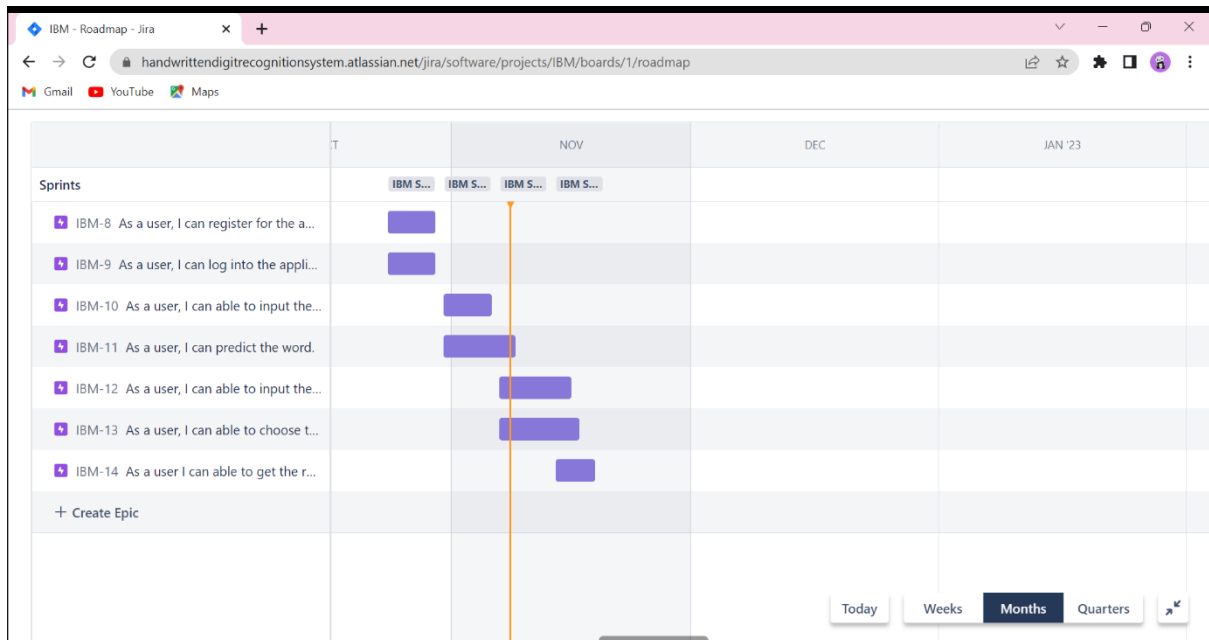 IBM - Roadmap - Jira
handwrittendigitrecognitionsystem.atlassian.net/jira/software/projects/IBM/boards/1/roadmap
Gmail YouTube Maps
CT NOV DEC JAN '23
Sprints IBM S... IBM S... IBM S... IBM S...
IBM-8 As a user, I can register for the a...
IBM-9 As a user, I can log into the appli...
IBM-10 As a user, I can able to input the...
IBM-11 As a user, I can predict the word.
IBM-12 As a user, I can able to input the...
IBM-13 As a user, I can able to choose t...
IBM-14 As a user I can able to get the r...
+ Create Epic
Today Weeks Months Quarters